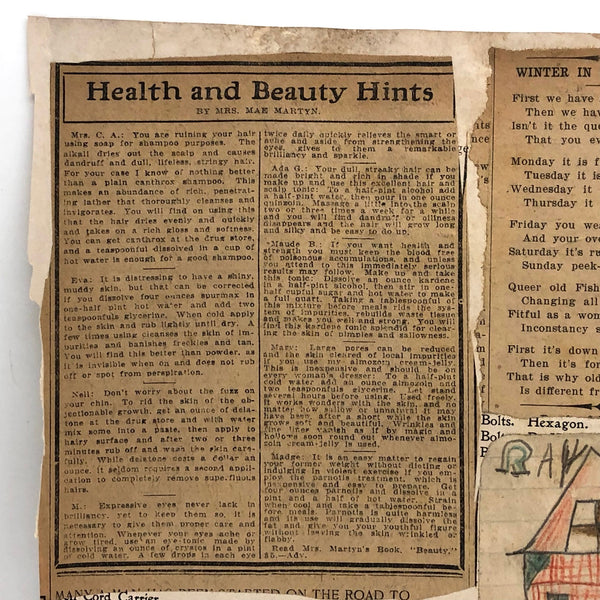 Health and Beauty Hints
BY MRS. MAE MARTYN.
Mrs. C. A.: You are ruining your hair
using soap for shampoo purposes. The
alkali dries out the scalp and causes
dandruff and dull, lifeless, stringy hair.
For your case I know of nothing better
than a plain canthrox shampoo. This
makes an abundance of rich, penetrat-
ing lather that thoroughly cleanses and
invigorates. You will find on using this
that the hair dries evenly and quickly
and takes on a rich gloss and softness.
You can get canthrox at the drug store,
and a teaspoonful dissolved in a cup of
hot water is enough for a good shampoo.
Eva: It is distressing to have a shiny,
muddy skin, but that can be corrected
if you dissolve four ounces spurmax in
one-half pint hot water and add two
teaspoonfuls glycerine. When cold apply
to the skin and rub lightly until dry. A
few times using cleanses the skin of im-
purities and banishes freckles and tan.
You will find this better than powder, as
it is invisible when on and does not rub
off or spot from perspiration.
Nell: Don't worry about the fuzz on
your chin. To rid the skin of the ob-
jectionable growth, get an ounce of dela-
tone at the drug store and with water
mix some into a paste, then apply to
hairy surface and after two or three
minutes rub off and wash the skin care-
fully. While delatone costs a dollar an
ounce, it seldom requires a second appli-
cation to completely remove superfluous
hairs.
M.: Expressive eyes never lack in
brilliancy, yet to keep them so it is
necessary to give them proper care and
attention. Whenever your eyes ache or
grow tired, use an eye-tonic made by
dissolving an ounce of crystos in a pint
of cold water. A few drops in each eye
twice daily quickly relieves the smart or
ache and aside from strengthening the
eyes, gives to them a remarkable
brilliancy and sparkle.
Ada G.: Your dull, streaky hair can be
made bright and rich in shade if you
make up and use this excellent hair and
scalp tonic: To a half-pint alcohol add
a half-pint water, then pour in one ounce
quinzoin. Massage a little into the scalp
two or three times a week for a while
and you will find dandruff or oiliness
disappears and the hair will grow long
and silky and be easy to do up.
Maude B.: If you want health and
strength you must keep the blood free
of poisonous accumulations, and unless
you attend to this immediately serious
results may follow. Make up and take
this tonic: Dissolve an ounce kardene
in a half-pint alcohol, then stir in one
half cupful sugar and hot water to make
a full quart. Taking a tablespoonful of
this mixture before meals rids the sys-
tem of impurities, rebuilds waste tissue
and makes you well and strong. You will
find this kardene tonic splendid for clear-
ing the skin of pimples and sallowness.
Mary: Large pores can be reduced
and the skin cleared of local impurities
if you use my almozoin cream-jelly.
This is inexpensive and should be on
every woman's dresser: To a half-pint
cold water add an ounce almozoin and
two teaspoonfuls glycerine. Let stand
several hours before using. Used freely,
it works wonders with the skin, and no
matter how sallow or unnatural it may
have been, after a short while the skin
grows soft and beautiful. Wrinkles and
fine lines vanish as if by magic and
hollows soon round out whenever almo-
zoin cream-jelly is used.
Madge: It is an easy matter to regain
your former weight without dieting or
indulging in violent exercise if you em-
ploy the parnotis treatment, which is
inexpensive and easy to prepare. Get
four ounces parnotis and dissolve in a
pint and a half of hot water. Strain
when cool and take a tablespoonful be-
fore meals. Parnotis is quite harmless
and its use will gradually dissolve the
fat and give you your youthful figure
without leaving the skin wrinkled or
flabby.
Read Mrs. Martyn's Book, "Beauty,"
$5.—Adv.
WINTER IN
First we have
Then we hav
Isn't it the que
That you ev
Monday it is f
Tuesday it is
Wednesday it
Thursday it
Friday you wea
And your ove
Saturday it's ra
Sunday peek-
Queer old Fish
Changing all
Fitful as a wom
Inconstancy s
First it's down
Then it's for
That is why old
Is different fr
Bolts. Hexagon.
Cord Carrier
STARTED ON THE ROAD TO